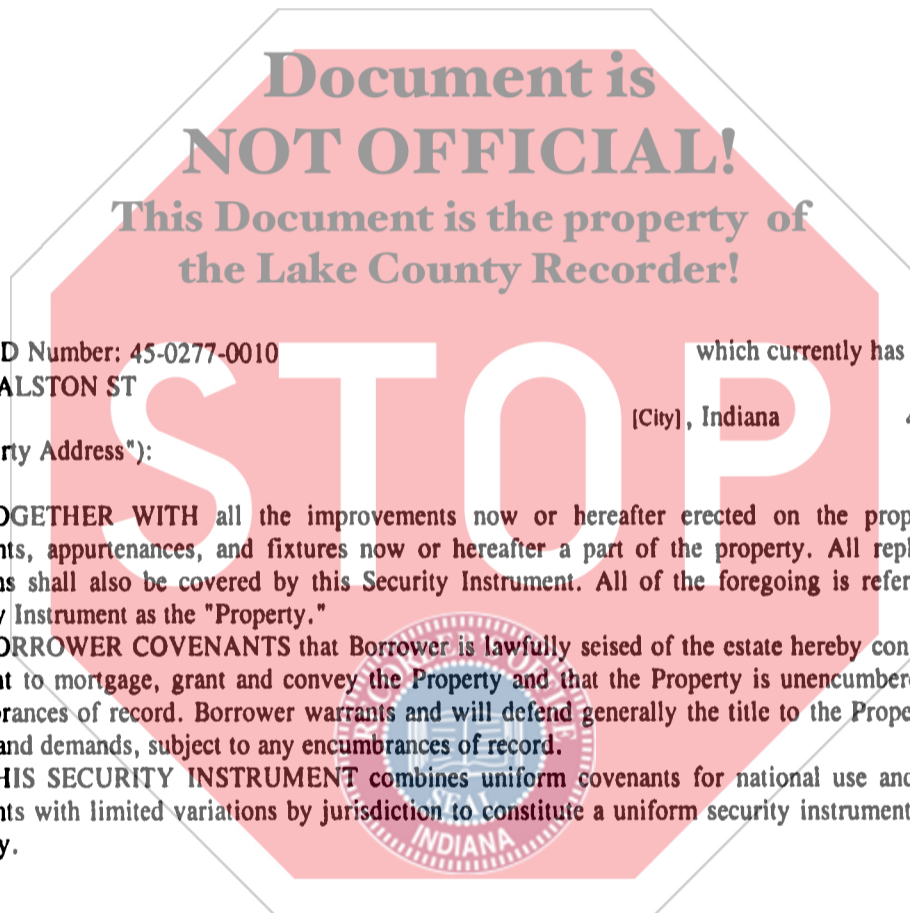 Document is
NOT OFFICIAL!
This Document is the property of
the Lake County Recorder!
STOP
D Number: 45-0277-0010 which currently has
ALSTON ST
[City], Indiana
rty Address"):
OGETHER WITH all the improvements now or hereafter erected on the prop
nts, appurtenances, and fixtures now or hereafter a part of the property. All repl
ns shall also be covered by this Security Instrument. All of the foregoing is refer
y Instrument as the "Property."
ORROWER COVENANTS that Borrower is lawfully seised of the estate hereby con
nt to mortgage, grant and convey the Property and that the Property is unencumber
orances of record. Borrower warrants and will defend generally the title to the Prope
and demands, subject to any encumbrances of record.
HIS SECURITY INSTRUMENT combines uniform covenants for national use and
nts with limited variations by jurisdiction to constitute a uniform security instrument
y.
RECORDER'S OFFICE
SEAL
INDIANA